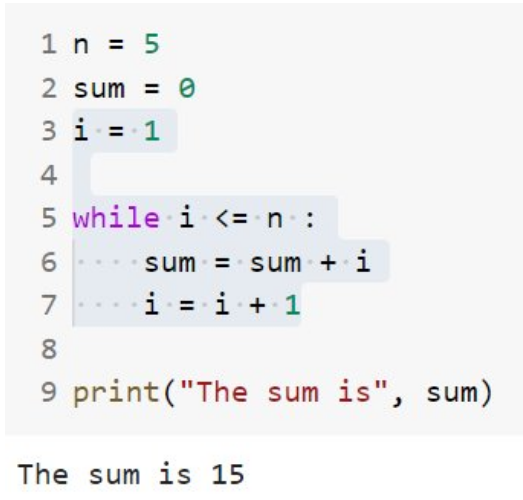 1 n = 5
2 sum = 0
3 i = 1
4
5 while i <= n :
6     sum = sum + i
7     i = i + 1
8
9 print("The sum is", sum)
The sum is 15